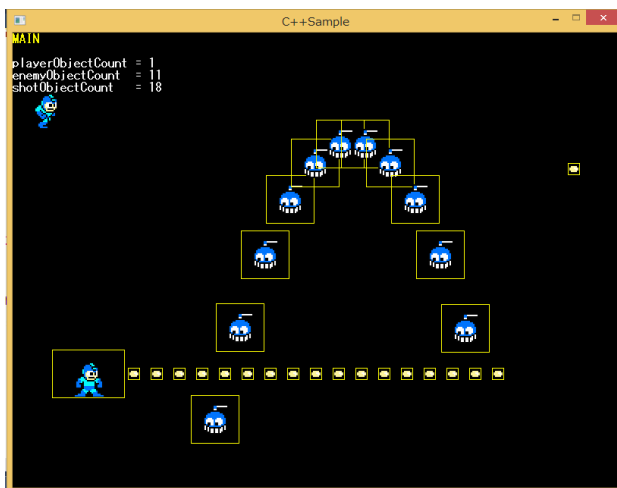 C++Sample
MAIN
playerObjectCount = 1
enemyObjectCount = 11
shotObjectCount = 18